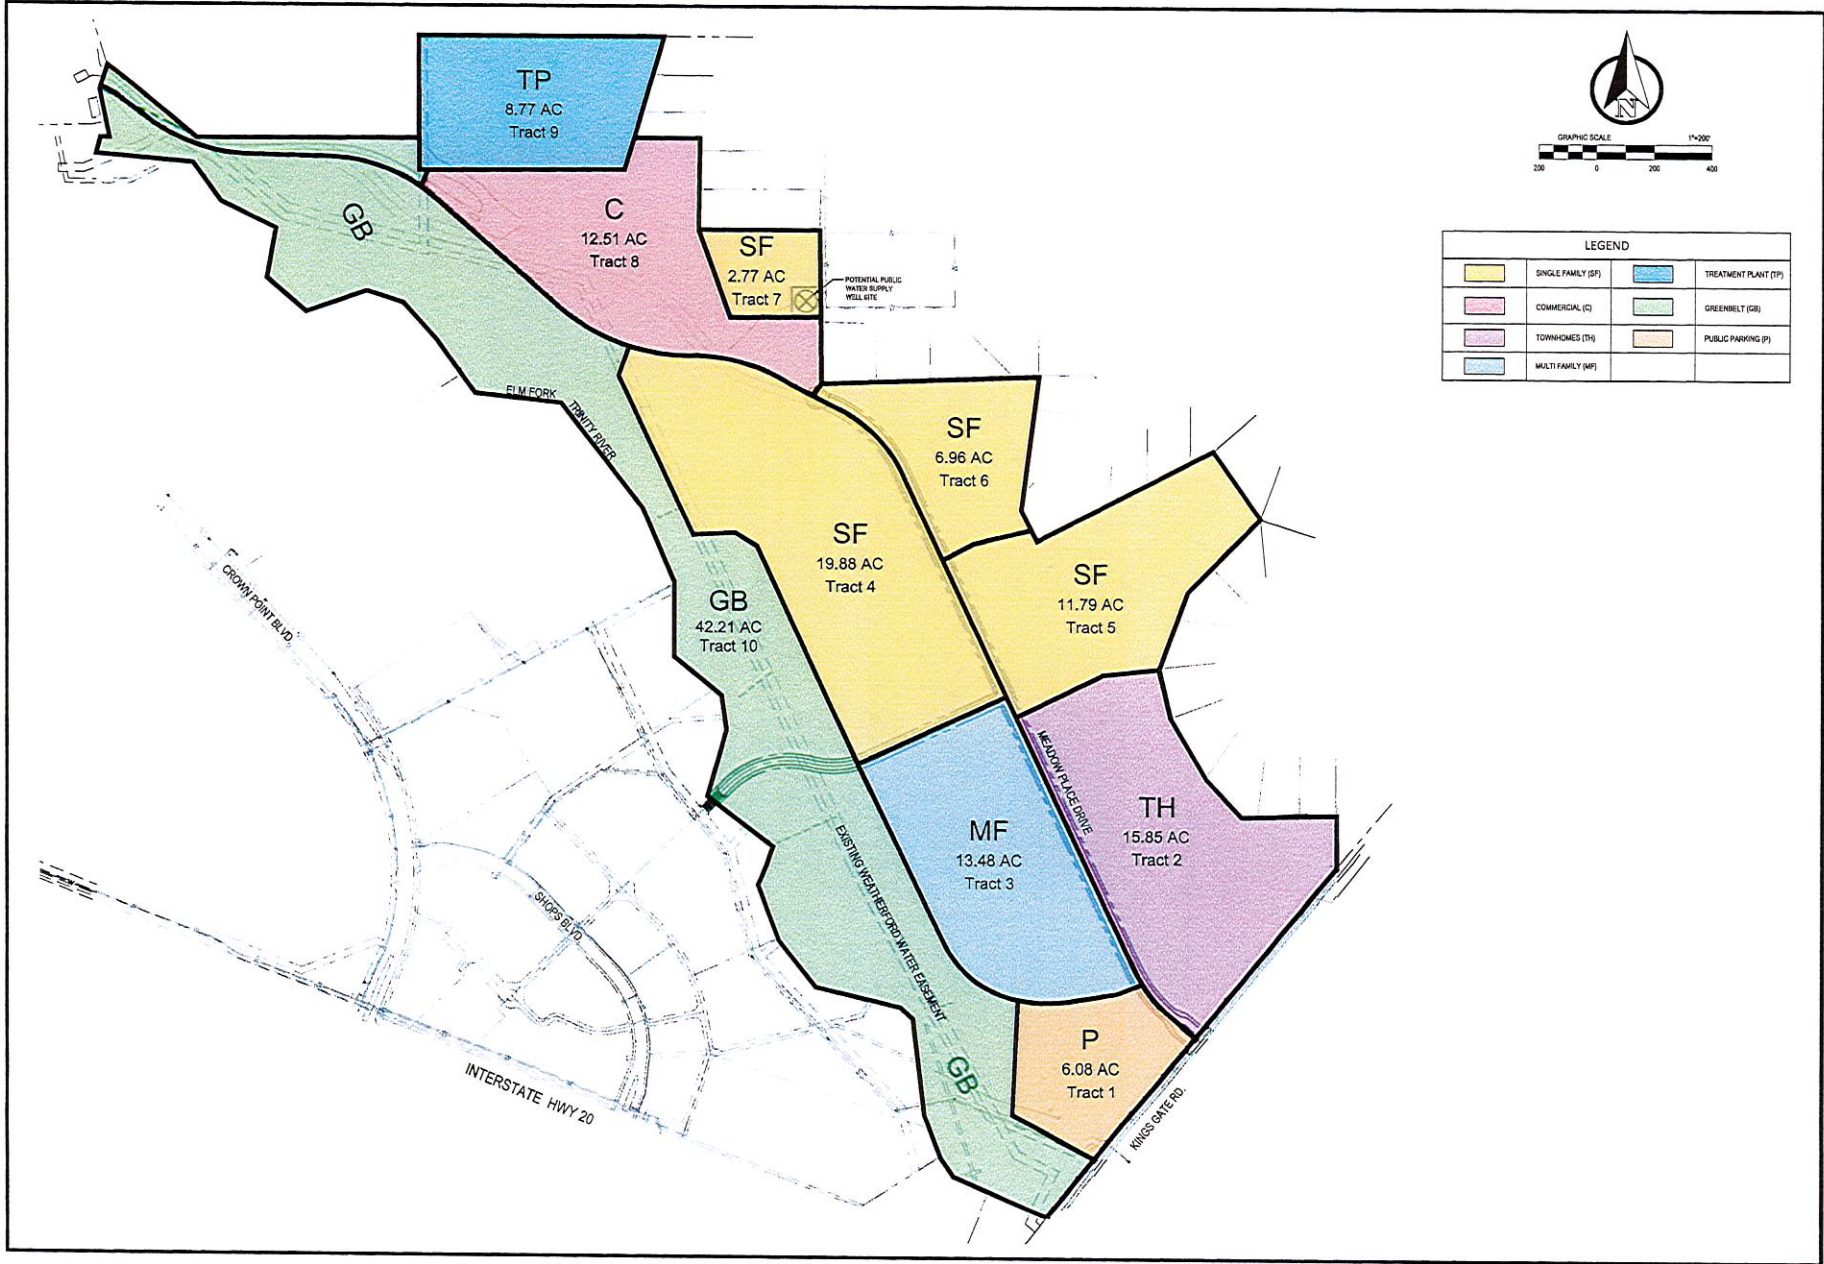 TP
8.77 AC
Tract 9
N
GRAPHIC SCALE 1"=200'
200 0 200 400
GB
C
12.51 AC
Tract 8
SF
2.77 AC
Tract 7
POTENTIAL PUBLIC
WATER SUPPLY
WELL SITE
LEGEND
SINGLE FAMILY (SF) TREATMENT PLANT (TP)
COMMERCIAL (C) GREENBELT (GB)
TOWNHOMES (TH) PUBLIC PARKING (P)
MULTI FAMILY (MF)
ELM FORK TRINITY RIVER
SF
6.96 AC
Tract 6
SF
19.88 AC
Tract 4
SF
11.79 AC
Tract 5
CROWN POINT BLVD.
GB
42.21 AC
Tract 10
MEADOW PLACE DRIVE
TH
15.85 AC
Tract 2
MF
13.48 AC
Tract 3
EXISTING WEATHERFORD WATER EASEMENT
SHOPS BLVD.
P
6.08 AC
Tract 1
GB
INTERSTATE HWY 20
KINGS GATE RD.